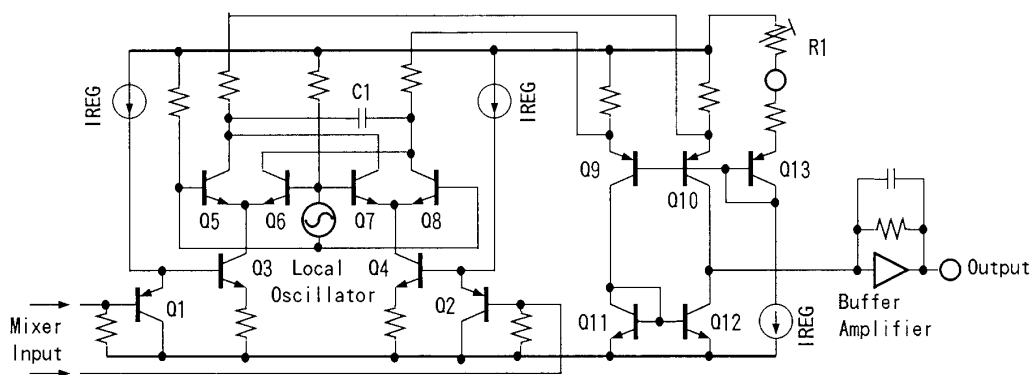 R1
C1
IREG
IREG
Q9
Q10
Q13
Q5
Q6
Q7
Q8
Q3
Local
Oscillator
Q4
Output
Q1
Q2
Buffer
Amplifier
Mixer
Input
Q11
Q12
IREG